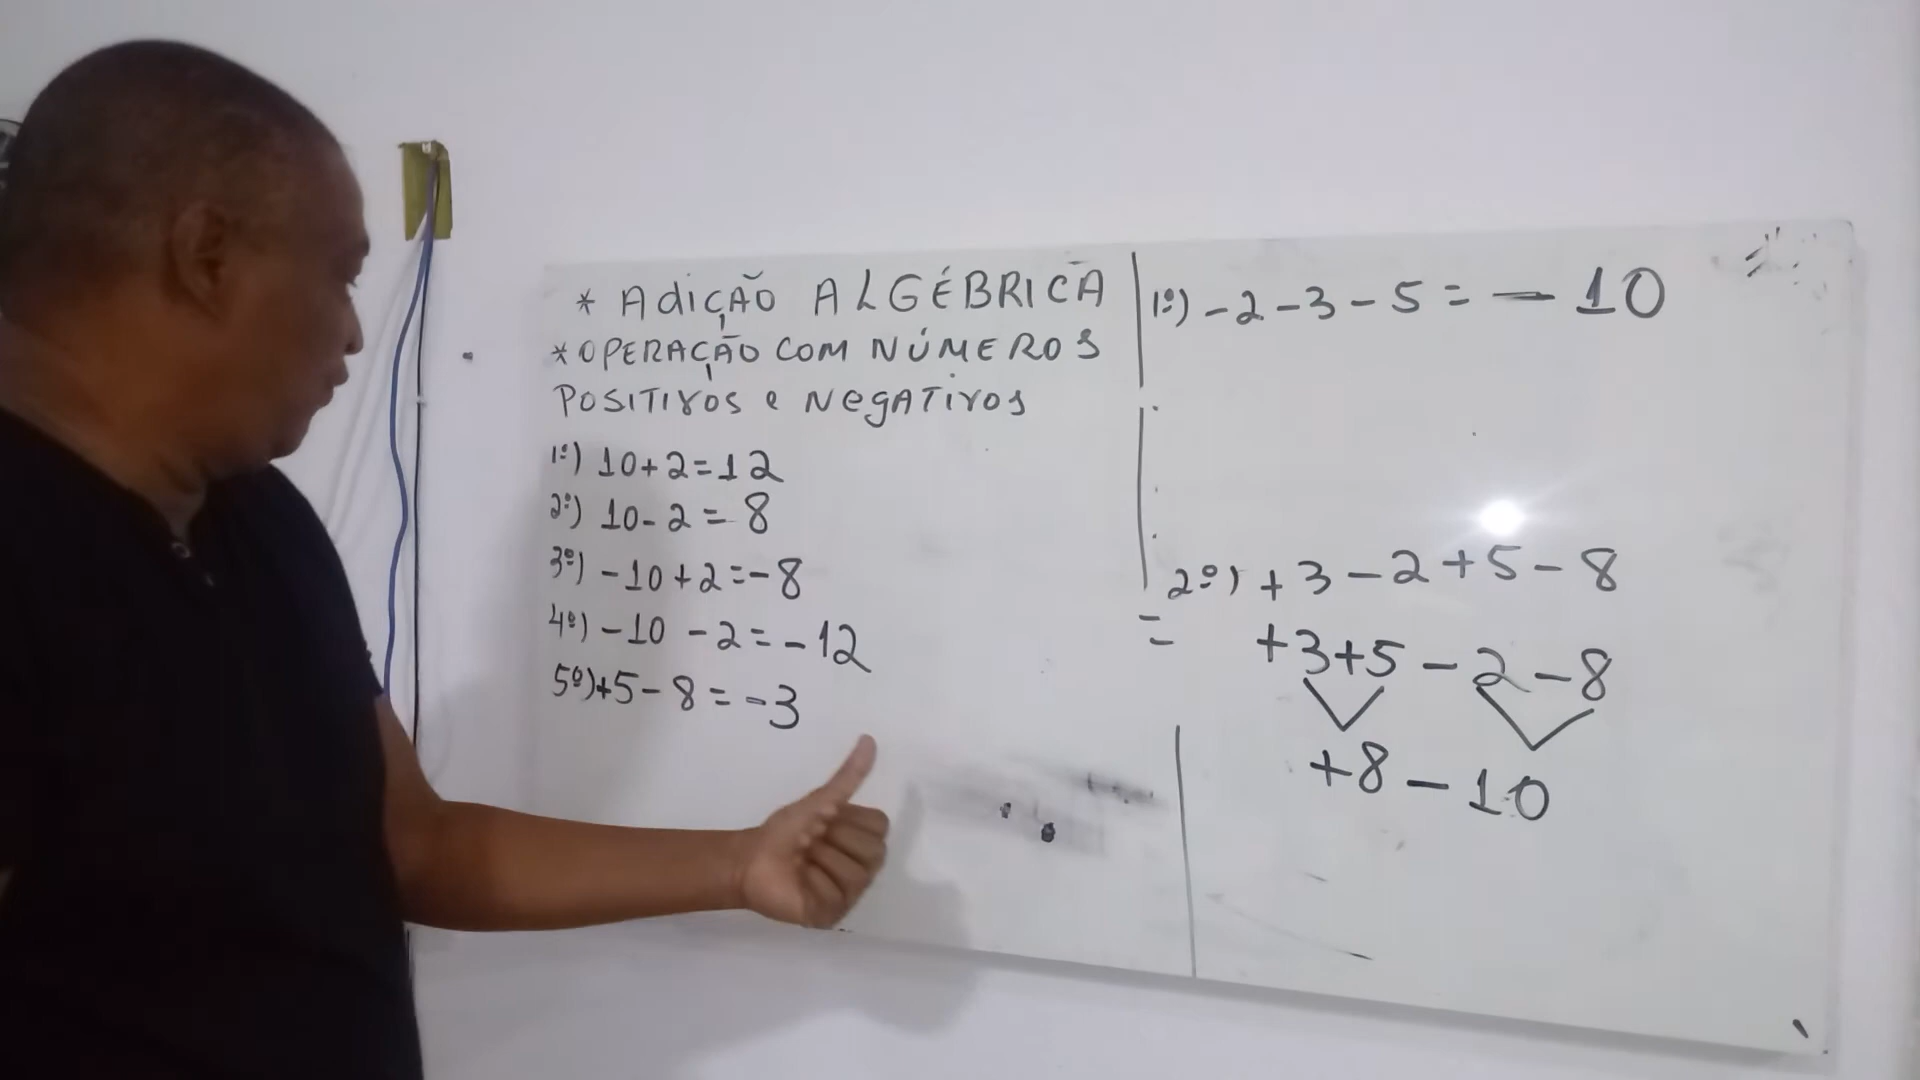 * Adição ALGÉBRICA
* OPERAÇÃO COM NÚMEROS
POSITIVOS e NegATivos
1º) 10+2=12
2º) 10-2=8
3º) -10+2=-8
4º) -10 -2=-12
5º)+5-8=-3
1º) -2-3-5= -10
2º) +3-2+5-8
= +3+5-2-8
+8-10